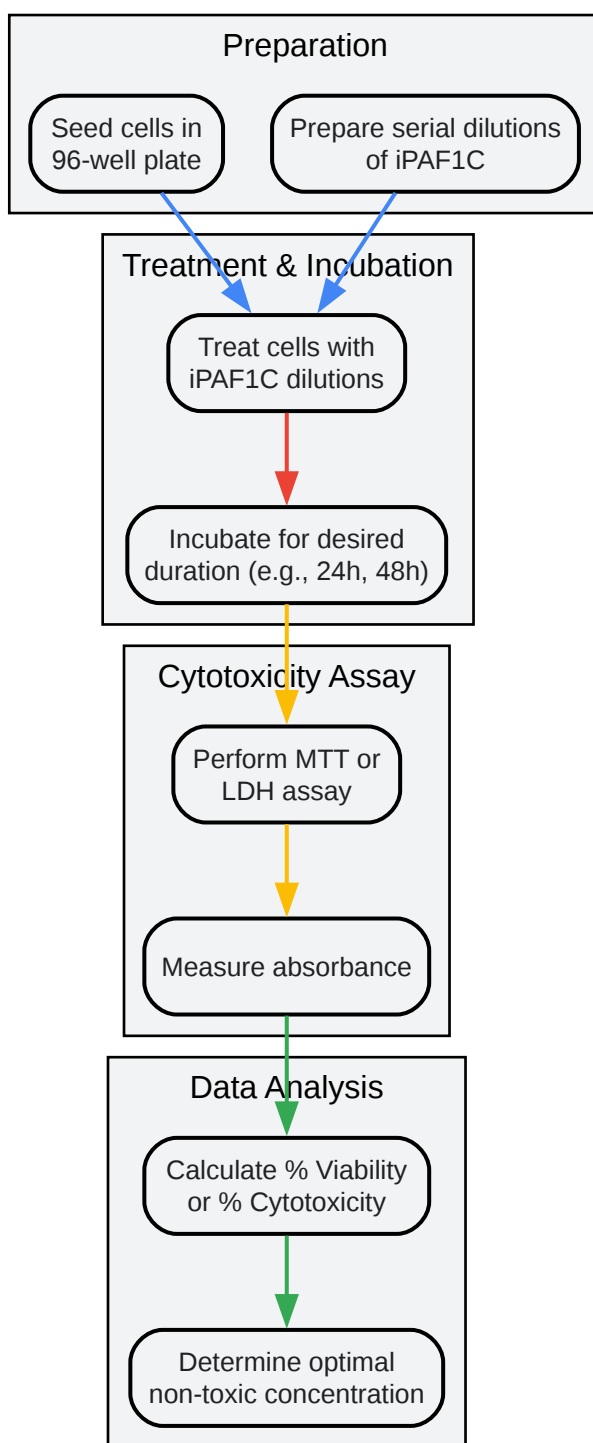 Preparation
Seed cells in
96-well plate
Prepare serial dilutions
of iPAF1C
Treatment & Incubation
Treat cells with
iPAF1C dilutions
Incubate for desired
duration (e.g., 24h, 48h)
Cytotoxicity Assay
Perform MTT or
LDH assay
Measure absorbance
Data Analysis
Calculate % Viability
or % Cytotoxicity
Determine optimal
non-toxic concentration